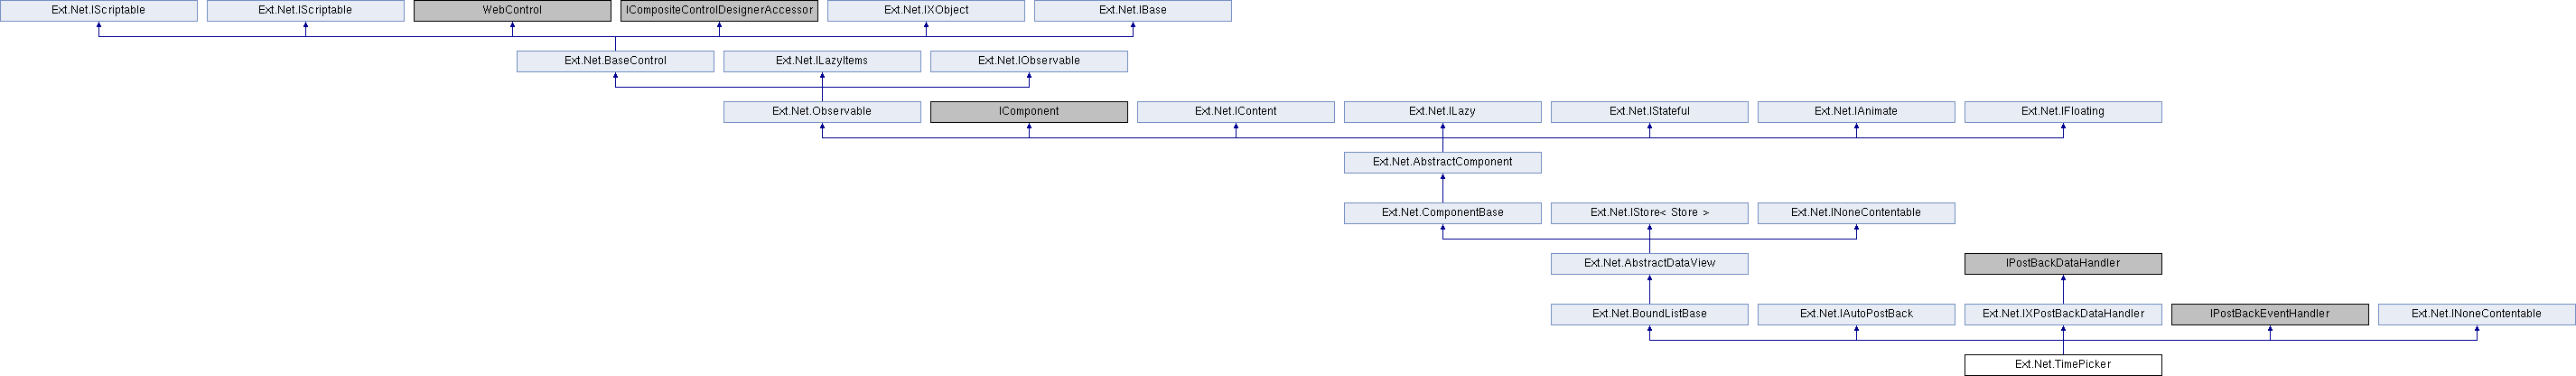 Ext.Net.IScriptable
Ext.Net.IScriptable
WebControl
ICompositeControlDesignerAccessor
Ext.Net.IXObject
Ext.Net.IBase
Ext.Net.BaseControl
Ext.Net.ILazyItems
Ext.Net.IObservable
Ext.Net.Observable
IComponent
Ext.Net.IContent
Ext.Net.ILazy
Ext.Net.IStateful
Ext.Net.IAnimate
Ext.Net.IFloating
Ext.Net.AbstractComponent
Ext.Net.ComponentBase
Ext.Net.IStore< Store >
Ext.Net.INoneContentable
Ext.Net.AbstractDataView
IPostBackDataHandler
Ext.Net.BoundListBase
Ext.Net.IAutoPostBack
Ext.Net.IXPostBackDataHandler
IPostBackEventHandler
Ext.Net.INoneContentable
Ext.Net.TimePicker